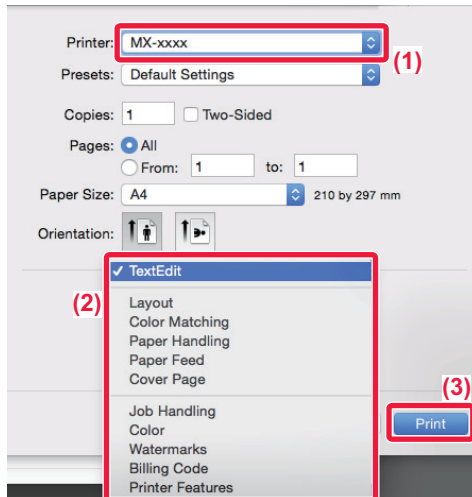 Printer: MX-xxxx
(1)
Presets: Default Settings
Copies: 1 Two-Sided
Pages: All
From: 1 to: 1
Paper Size: A4 210 by 297 mm
Orientation:
✓ TextEdit
(2)
Layout
Color Matching
Paper Handling
Paper Feed
Cover Page
(3)
Job Handling
Color
Print
Watermarks
Billing Code
Printer Features